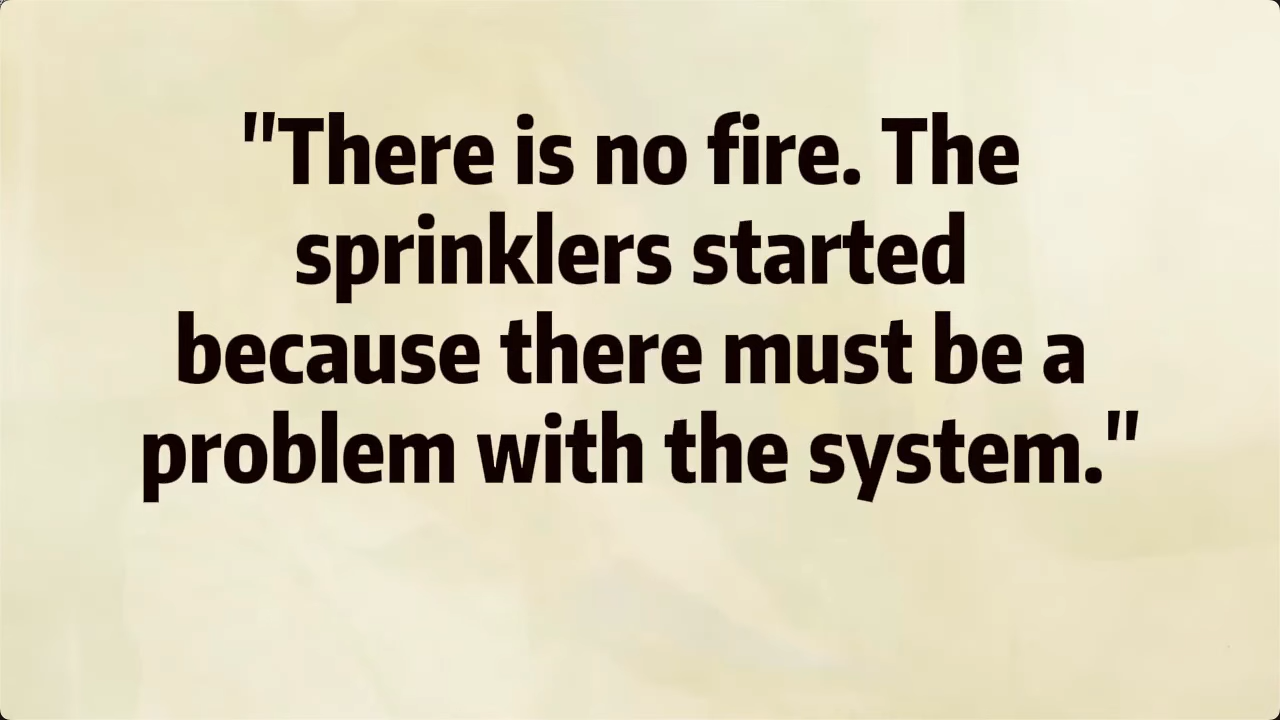 "There is no fire. The
sprinklers started
because there must be a
problem with the system."